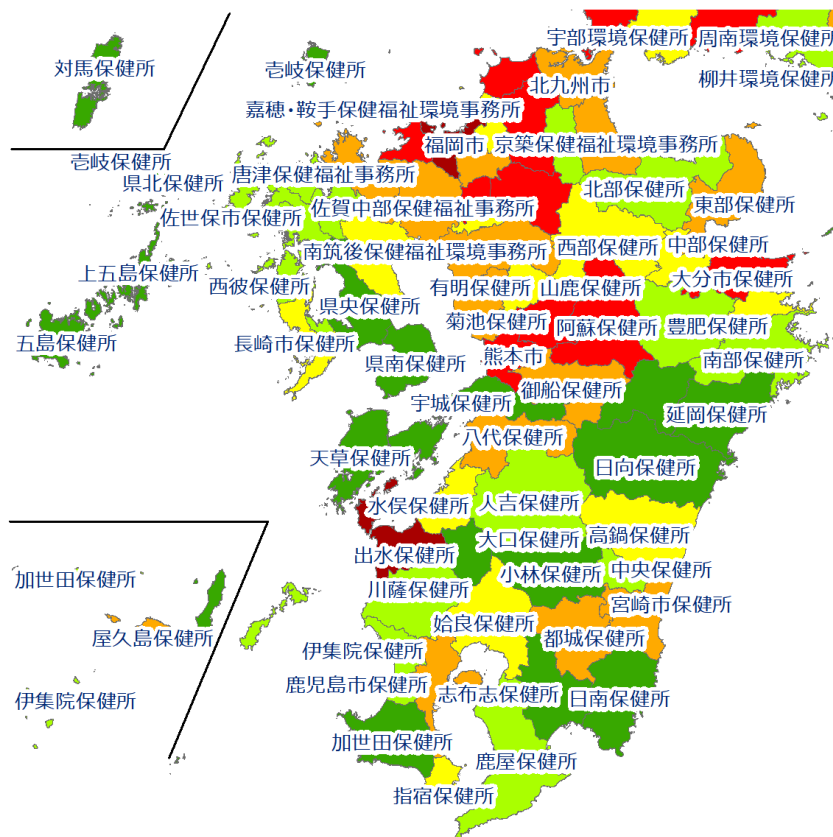 宇部環境保健所
周南環境保健所
対馬保健所
壱岐保健所
柳井環境保健所
北九州市
嘉穂・鞍手保健福祉環境事務所
福岡市
京築保健福祉環境事務所
壱岐保健所
県北保健所
唐津保健福祉事務所
北部保健所
東部保健所
佐世保市保健所
佐賀中部保健福祉事務所
南筑後保健福祉環境事務所
西部保健所
中部保健所
上五島保健所
西彼保健所
有明保健所
山鹿保健所
大分市保健所
県央保健所
菊池保健所
阿蘇保健所
豊肥保健所
五島保健所
長崎市保健所
県南保健所
熊本市
南部保健所
宇城保健所
御船保健所
延岡保健所
八代保健所
天草保健所
日向保健所
水俣保健所
人吉保健所
出水保健所
大口保健所
高鍋保健所
加世田保健所
川薩保健所
小林保健所
中央保健所
宮崎市保健所
屋久島保健所
姶良保健所
都城保健所
伊集院保健所
鹿児島市保健所
志布志保健所
日南保健所
伊集院保健所
加世田保健所
鹿屋保健所
指宿保健所